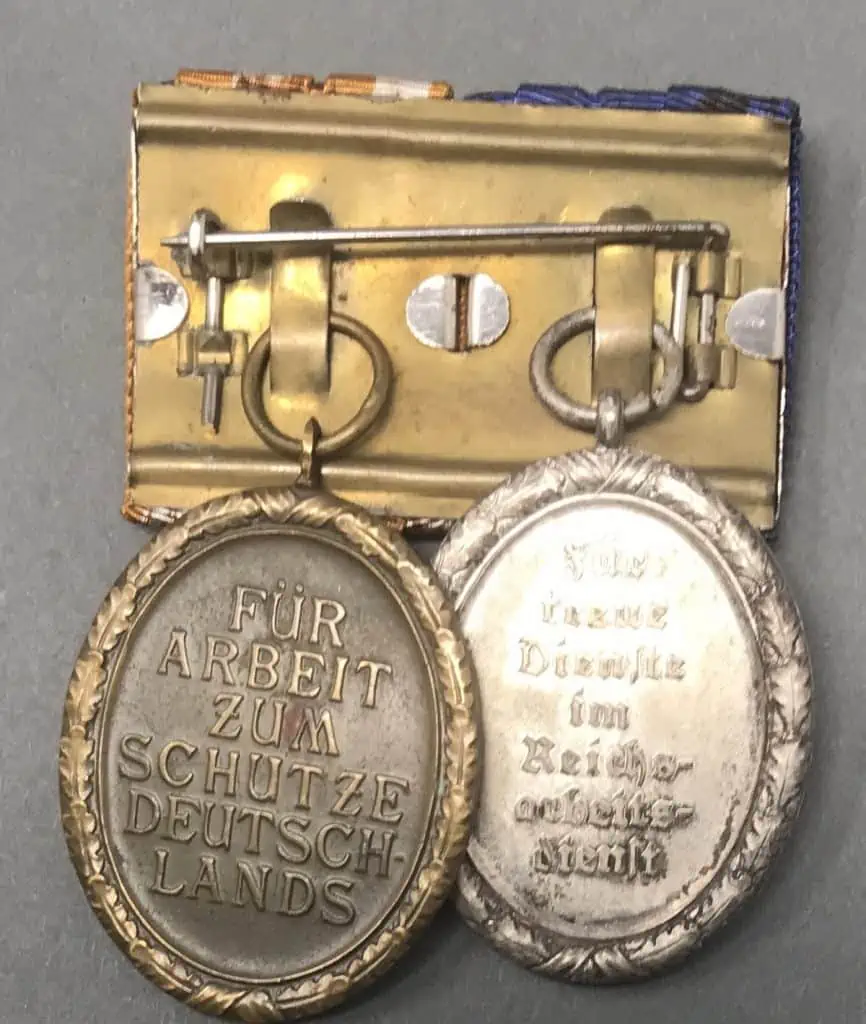 FÜR
ARBEIT
ZUM
SCHUTZE
DEUTSCH-
LANDS
Für
treue
Dienste
im
Reichs-
arbeits-
dienst